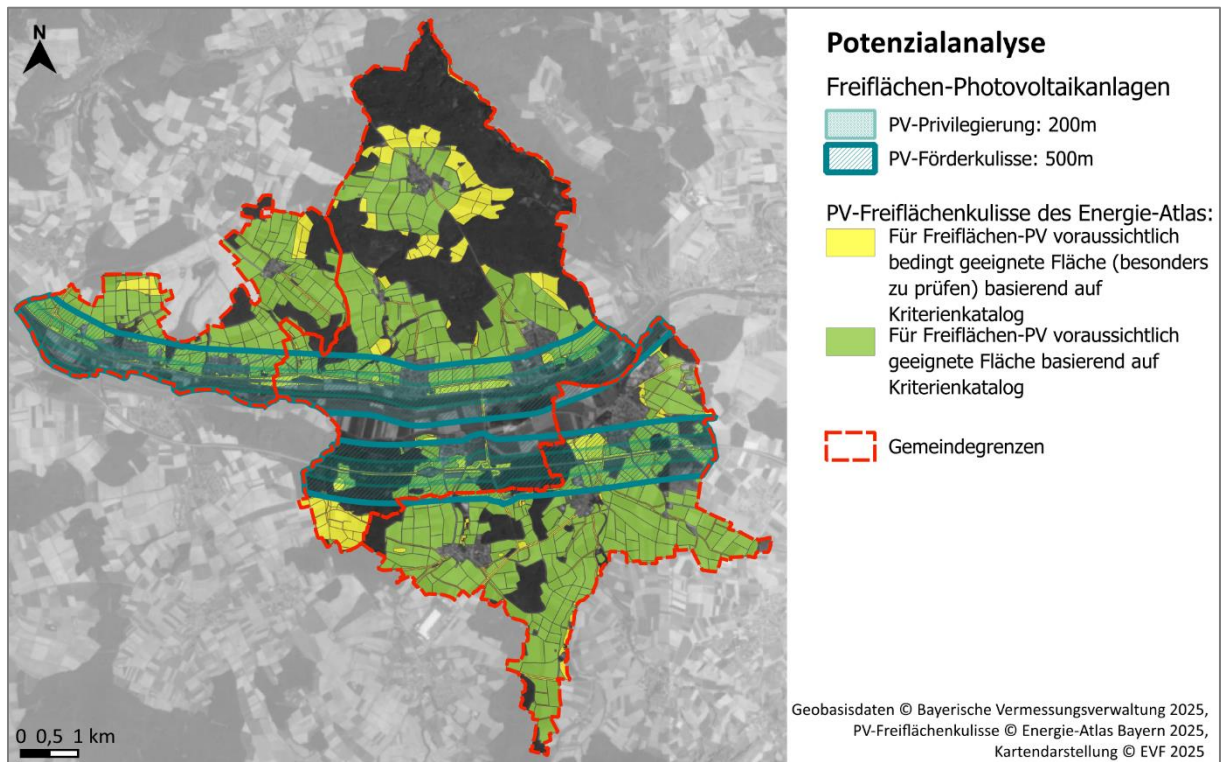 N
0 0,5 1 km
Potenzialanalyse
Freiflächen-Photovoltaikanlagen
PV-Privilegierung: 200m
PV-Förderkulisse: 500m
PV-Freiflächenkulisse des Energie-Atlas:
Für Freiflächen-PV voraussichtlich
bedingt geeignete Fläche (besonders
zu prüfen) basierend auf
Kriterienkatalog
Für Freiflächen-PV voraussichtlich
geeignete Fläche basierend auf
Kriterienkatalog
Gemeindegrenzen
Geobasisdaten © Bayerische Vermessungsverwaltung 2025,
PV-Freiflächenkulisse © Energie-Atlas Bayern 2025,
Kartendarstellung © EVF 2025